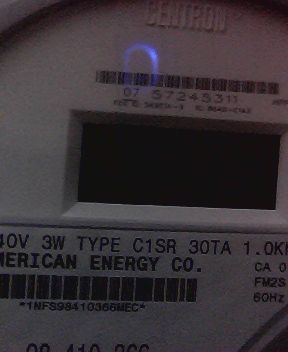 CENTRON
07 57245311
40V 3W TYPE C1SR 30TA 1.0K
MERICAN ENERGY CO.
CA 0
FM2S
60Hz
*1NFS98410366MEC*